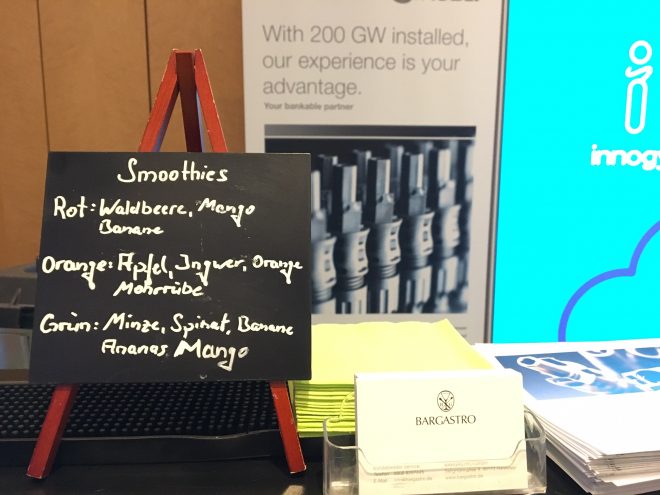 With 200 GW installed,
our experience is your
advantage.
Your bankable partner
innogy
Smoothies
Rot: Waldbeere, Mango
Banane
Orange: Äpfel, Ingwer, Orange
Mohrrübe
Grün: Minze, Spinat, Banane
Ananas Mango
BARGASTRO